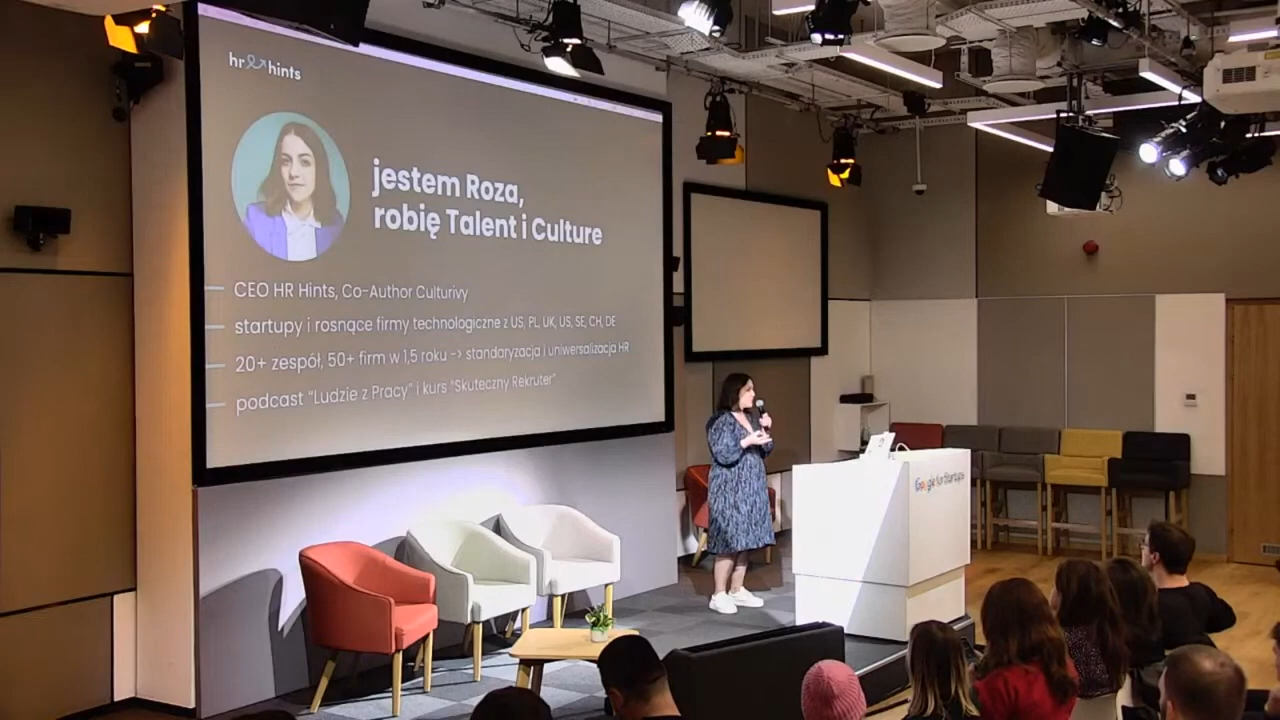 hr hints
jestem Roza,
robię Talent i Culture
CEO HR Hints, Co-Author Culturivy
startupy i rosnące firmy technologiczne z US, PL, UK, US, SE, CH, DE
20+ zespół, 50+ firm w 1,5 roku -> standaryzacja i uniwersalizacja HR
podcast "Ludzie z Pracy" i kurs "Skuteczny Rekruter"
Google for Startups